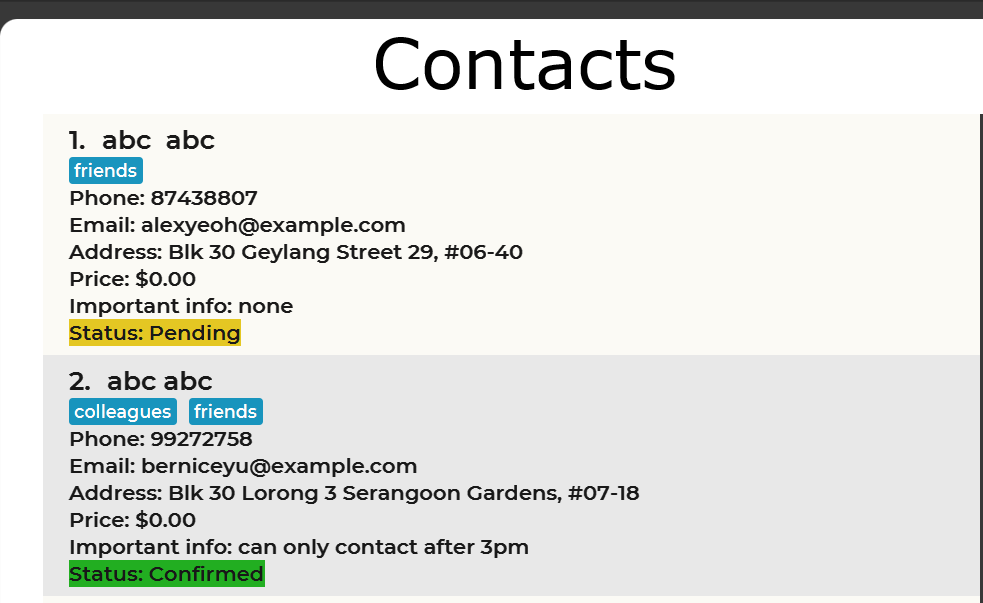 Contacts
1.  abc  abc
friends
Phone: 87438807
Email: alexyeoh@example.com
Address: Blk 30 Geylang Street 29, #06-40
Price: $0.00
Important info: none
Status: Pending
2.  abc abc
colleagues friends
Phone: 99272758
Email: berniceyu@example.com
Address: Blk 30 Lorong 3 Serangoon Gardens, #07-18
Price: $0.00
Important info: can only contact after 3pm
Status: Confirmed